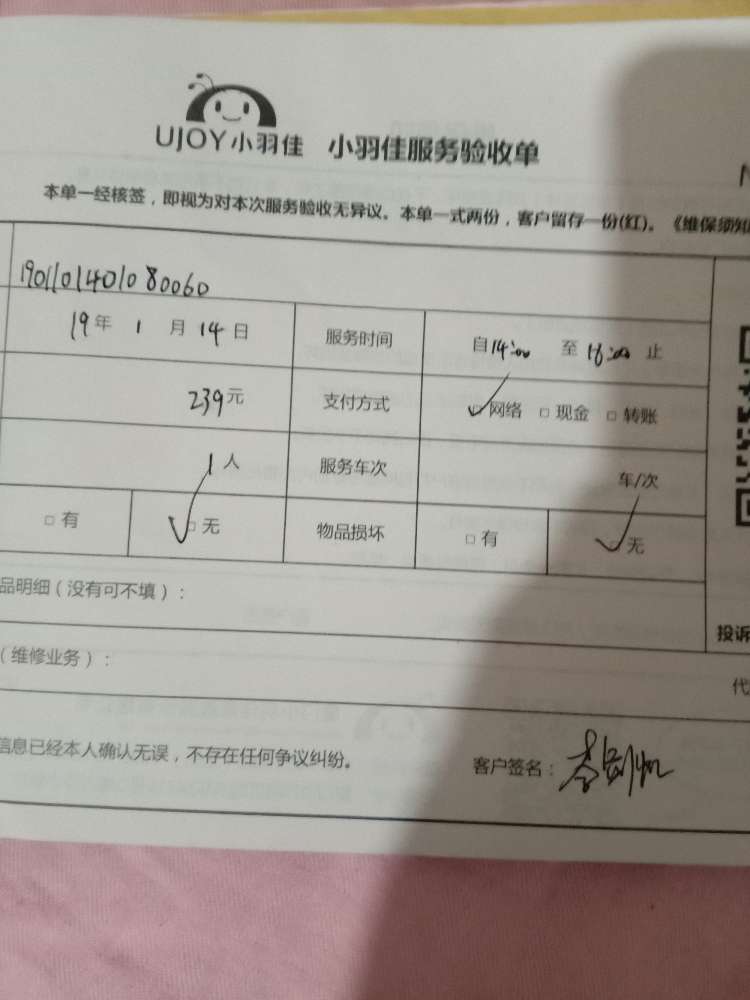 UJOY小羽佳 小羽佳服务验收单
本单一经核签，即视为对本次服务验收无异议。本单一式两份，客户留存一份(红)。《维保须知
190110140108 0060
19年 1 月 14 日 服务时间 自14:00 至 16:00 止
239元 支付方式 网络 现金 转账
1人 服务车次 车/次
有 无 物品损坏 有 无
品明细（没有可不填）：
投诉
（维修业务）：
代
信息已经本人确认无误，不存在任何争议纠纷。
客户签名：李